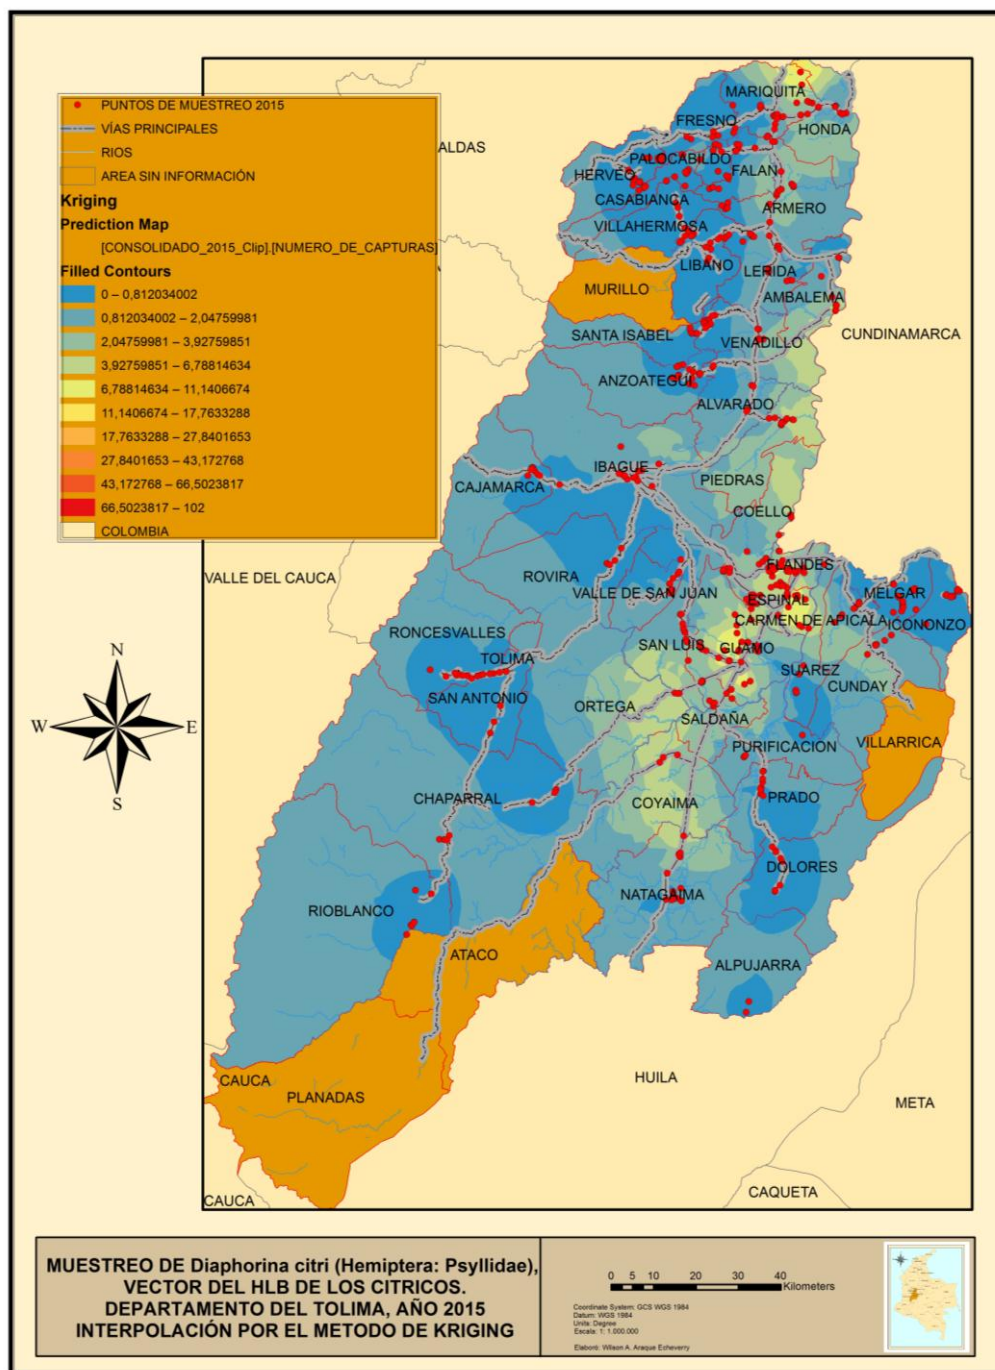 PUNTOS DE MUESTREO 2015
VÍAS PRINCIPALES
RIOS
AREA SIN INFORMACIÓN
Kriging
Prediction Map
[CONSOLIDADO_2015_Clip].[NUMERO_DE_CAPTURAS]
Filled Contours
0 – 0,812034002
0,812034002 – 2,04759981
2,04759981 – 3,92759851
3,92759851 – 6,78814634
6,78814634 – 11,1406674
11,1406674 – 17,7633288
17,7633288 – 27,8401653
27,8401653 – 43,172768
43,172768 – 66,5023817
66,5023817 – 102
COLOMBIA
ALDAS
MARIQUITA
FRESNO
HONDA
PALOCABILDO
HERVEO
FALAN
CASABIANCA
ARMERO
VILLAHERMOSA
LIBANO
LERIDA
MURILLO
AMBALEMA
SANTA ISABEL
VENADILLO
CUNDINAMARCA
ANZOATEGUI
ALVARADO
IBAGUE
CAJAMARCA
PIEDRAS
COELLO
VALLE DEL CAUCA
ROVIRA
FLANDES
VALLE DE SAN JUAN
ESPINAL
MELGAR
CARMEN DE APICALA
ICONONZO
RONCESVALLES
TOLIMA
SAN LUIS
GUAMO
SUAREZ
CUNDAY
SAN ANTONIO
ORTEGA
SALDAÑA
N
W
E
S
PURIFICACION
VILLARRICA
CHAPARRAL
COYAIMA
PRADO
DOLORES
NATAGAIMA
RIOBLANCO
ATACO
ALPUJARRA
CAUCA
PLANADAS
HUILA
META
CAUCA
CAQUETA
MUESTREO DE Diaphorina citri (Hemiptera: Psyllidae),
VECTOR DEL HLB DE LOS CITRICOS.
DEPARTAMENTO DEL TOLIMA, AÑO 2015
INTERPOLACIÓN POR EL METODO DE KRIGING
0 5 10 20 30 40
Kilometers
Coordinate System: GCS WGS 1984
Datum: WGS 1984
Units: Degree
Escala: 1: 1.000.000
Elaboró: Wilson A. Araque Echeverry